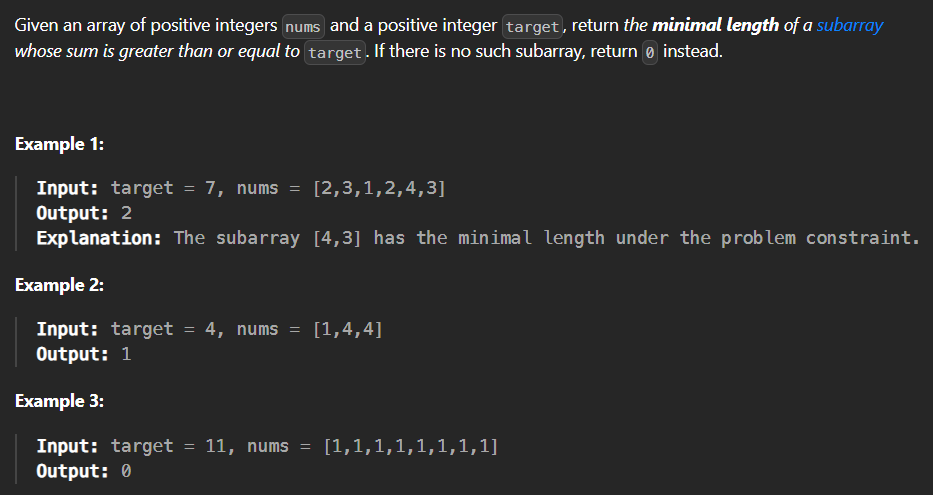 Given an array of positive integers nums and a positive integer target, return the minimal length of a subarray
whose sum is greater than or equal to target. If there is no such subarray, return 0 instead.
Example 1:
Input: target = 7, nums = [2,3,1,2,4,3]
Output: 2
Explanation: The subarray [4,3] has the minimal length under the problem constraint.
Example 2:
Input: target = 4, nums = [1,4,4]
Output: 1
Example 3:
Input: target = 11, nums = [1,1,1,1,1,1,1,1]
Output: 0